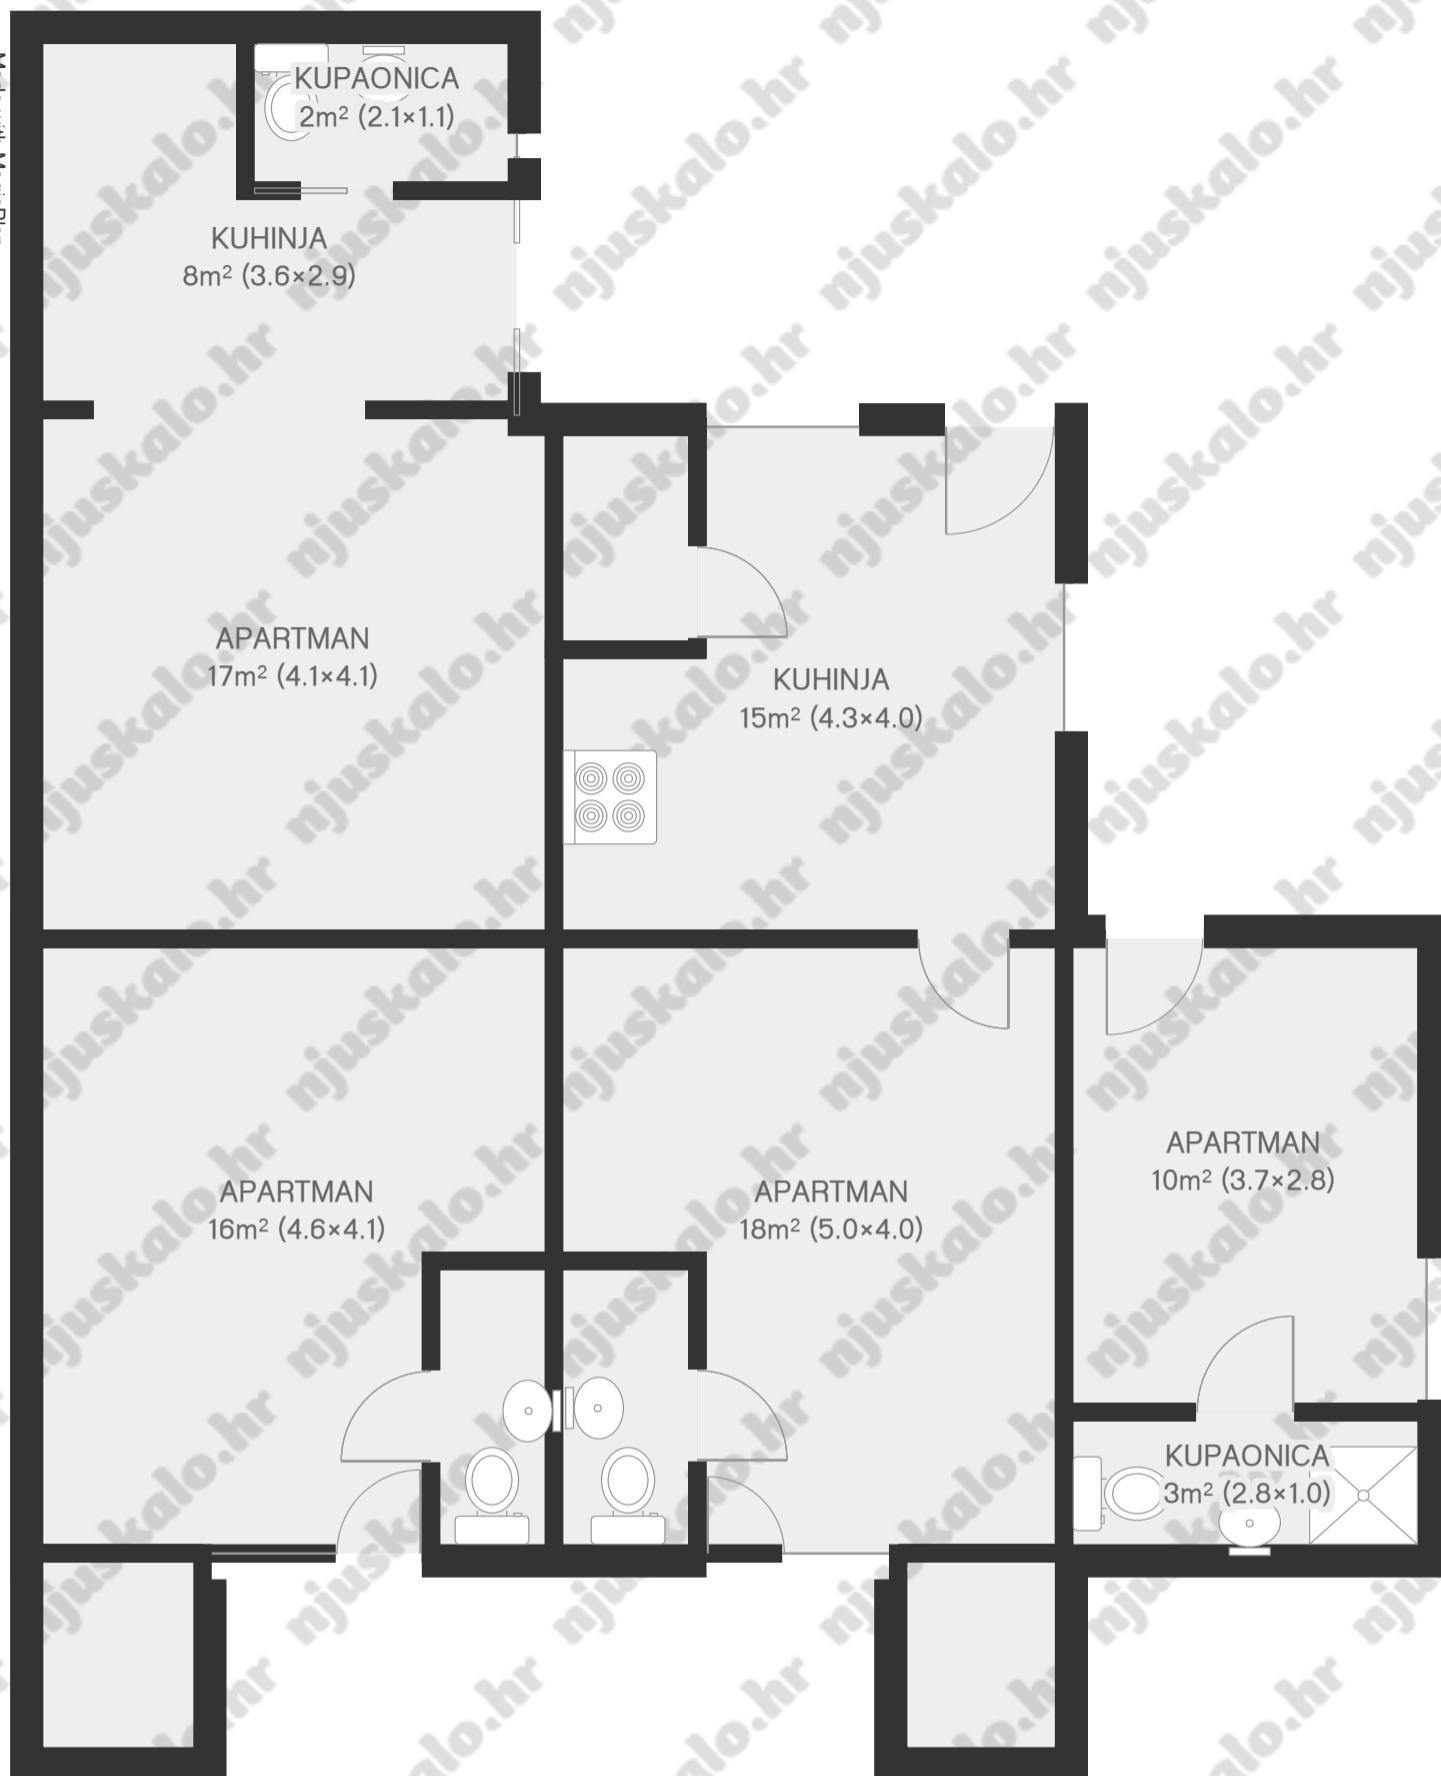 KUPAONICA
2m² (2.1×1.1)
KUHINJA
8m² (3.6×2.9)
APARTMAN
17m² (4.1×4.1)
KUHINJA
15m² (4.3×4.0)
APARTMAN
10m² (3.7×2.8)
APARTMAN
16m² (4.6×4.1)
APARTMAN
18m² (5.0×4.0)
KUPAONICA
3m² (2.8×1.0)
njuskalo.hr